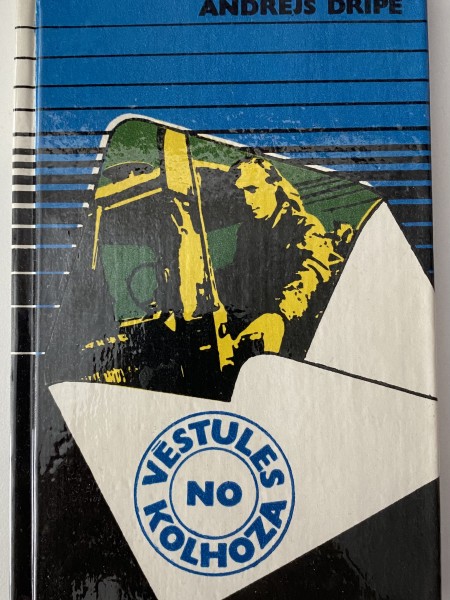 ANDREJS DRIPE
VĒSTULES
NO
KOLHOZA